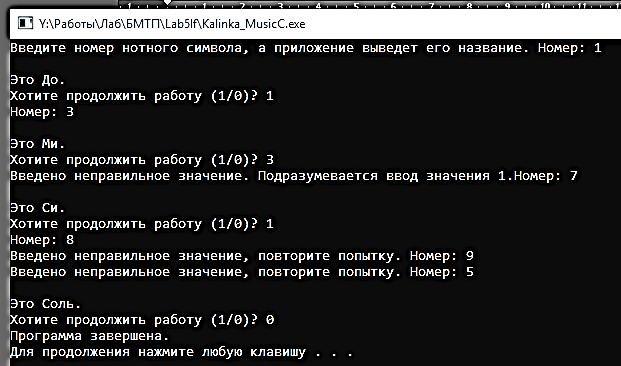 Y:\Работы\Лаб\БМТП\Lab5lf\Kalinka_MusicC.exe
Введите номер нотного символа, а приложение выведет его название. Номер: 1
Это До.
Хотите продолжить работу (1/0)? 1
Номер: 3
Это Ми.
Хотите продолжить работу (1/0)? 3
Введено неправильное значение. Подразумевается ввод значения 1.Номер: 7
Это Си.
Хотите продолжить работу (1/0)? 1
Номер: 8
Введено неправильное значение, повторите попытку. Номер: 9
Введено неправильное значение, повторите попытку. Номер: 5
Это Соль.
Хотите продолжить работу (1/0)? 0
Программа завершена.
Для продолжения нажмите любую клавишу . . .